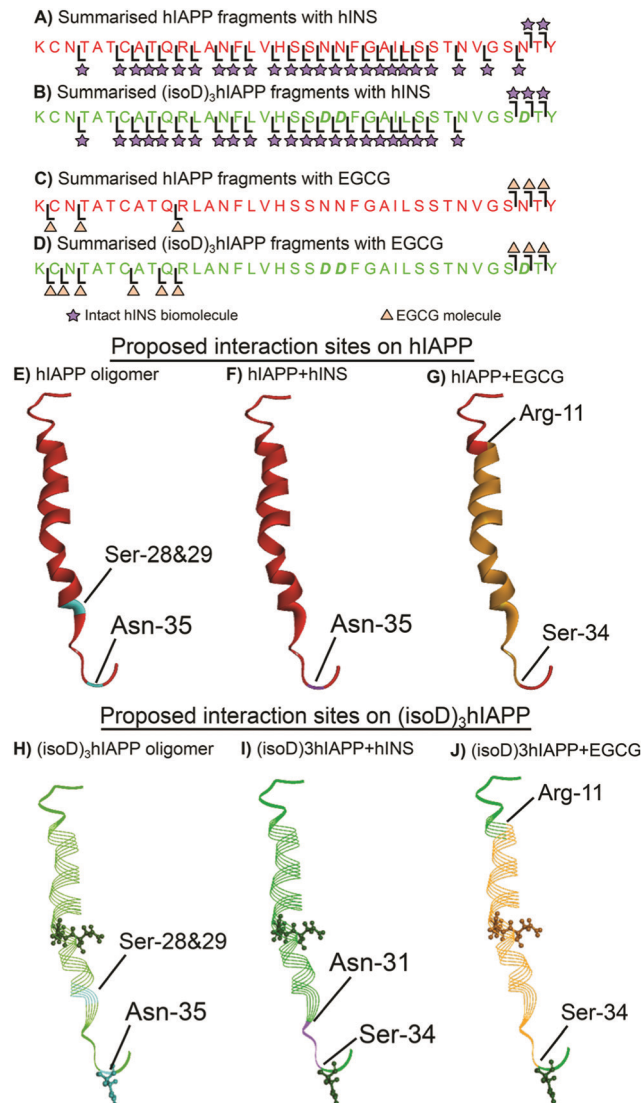 A) Summarised hIAPP fragments with hINS
KCNTATCATQRLANFLVHSSNNFGAILSSTNVGSNTY
B) Summarised (isoD)₃hIAPP fragments with hINS
KCNTATCATQRLANFLVHSSDDFGAILSSTNVGSDTY
C) Summarised hIAPP fragments with EGCG
KCNTATCATQRLANFLVHSSNNFGAILSSTNVGSNTY
D) Summarised (isoD)₃hIAPP fragments with EGCG
KCNTATCATQRLANFLVHSSDDFGAILSSTNVGSDTY
Intact hINS biomolecule EGCG molecule
Proposed interaction sites on hIAPP
E) hIAPP oligomer F) hIAPP+hINS G) hIAPP+EGCG
Arg-11
Ser-28&29
Asn-35 Asn-35 Ser-34
Proposed interaction sites on (isoD)₃hIAPP
H) (isoD)₃hIAPP oligomer I) (isoD)3hIAPP+hINS J) (isoD)3hIAPP+EGCG
Arg-11
Ser-28&29
Asn-31
Asn-35 Ser-34 Ser-34